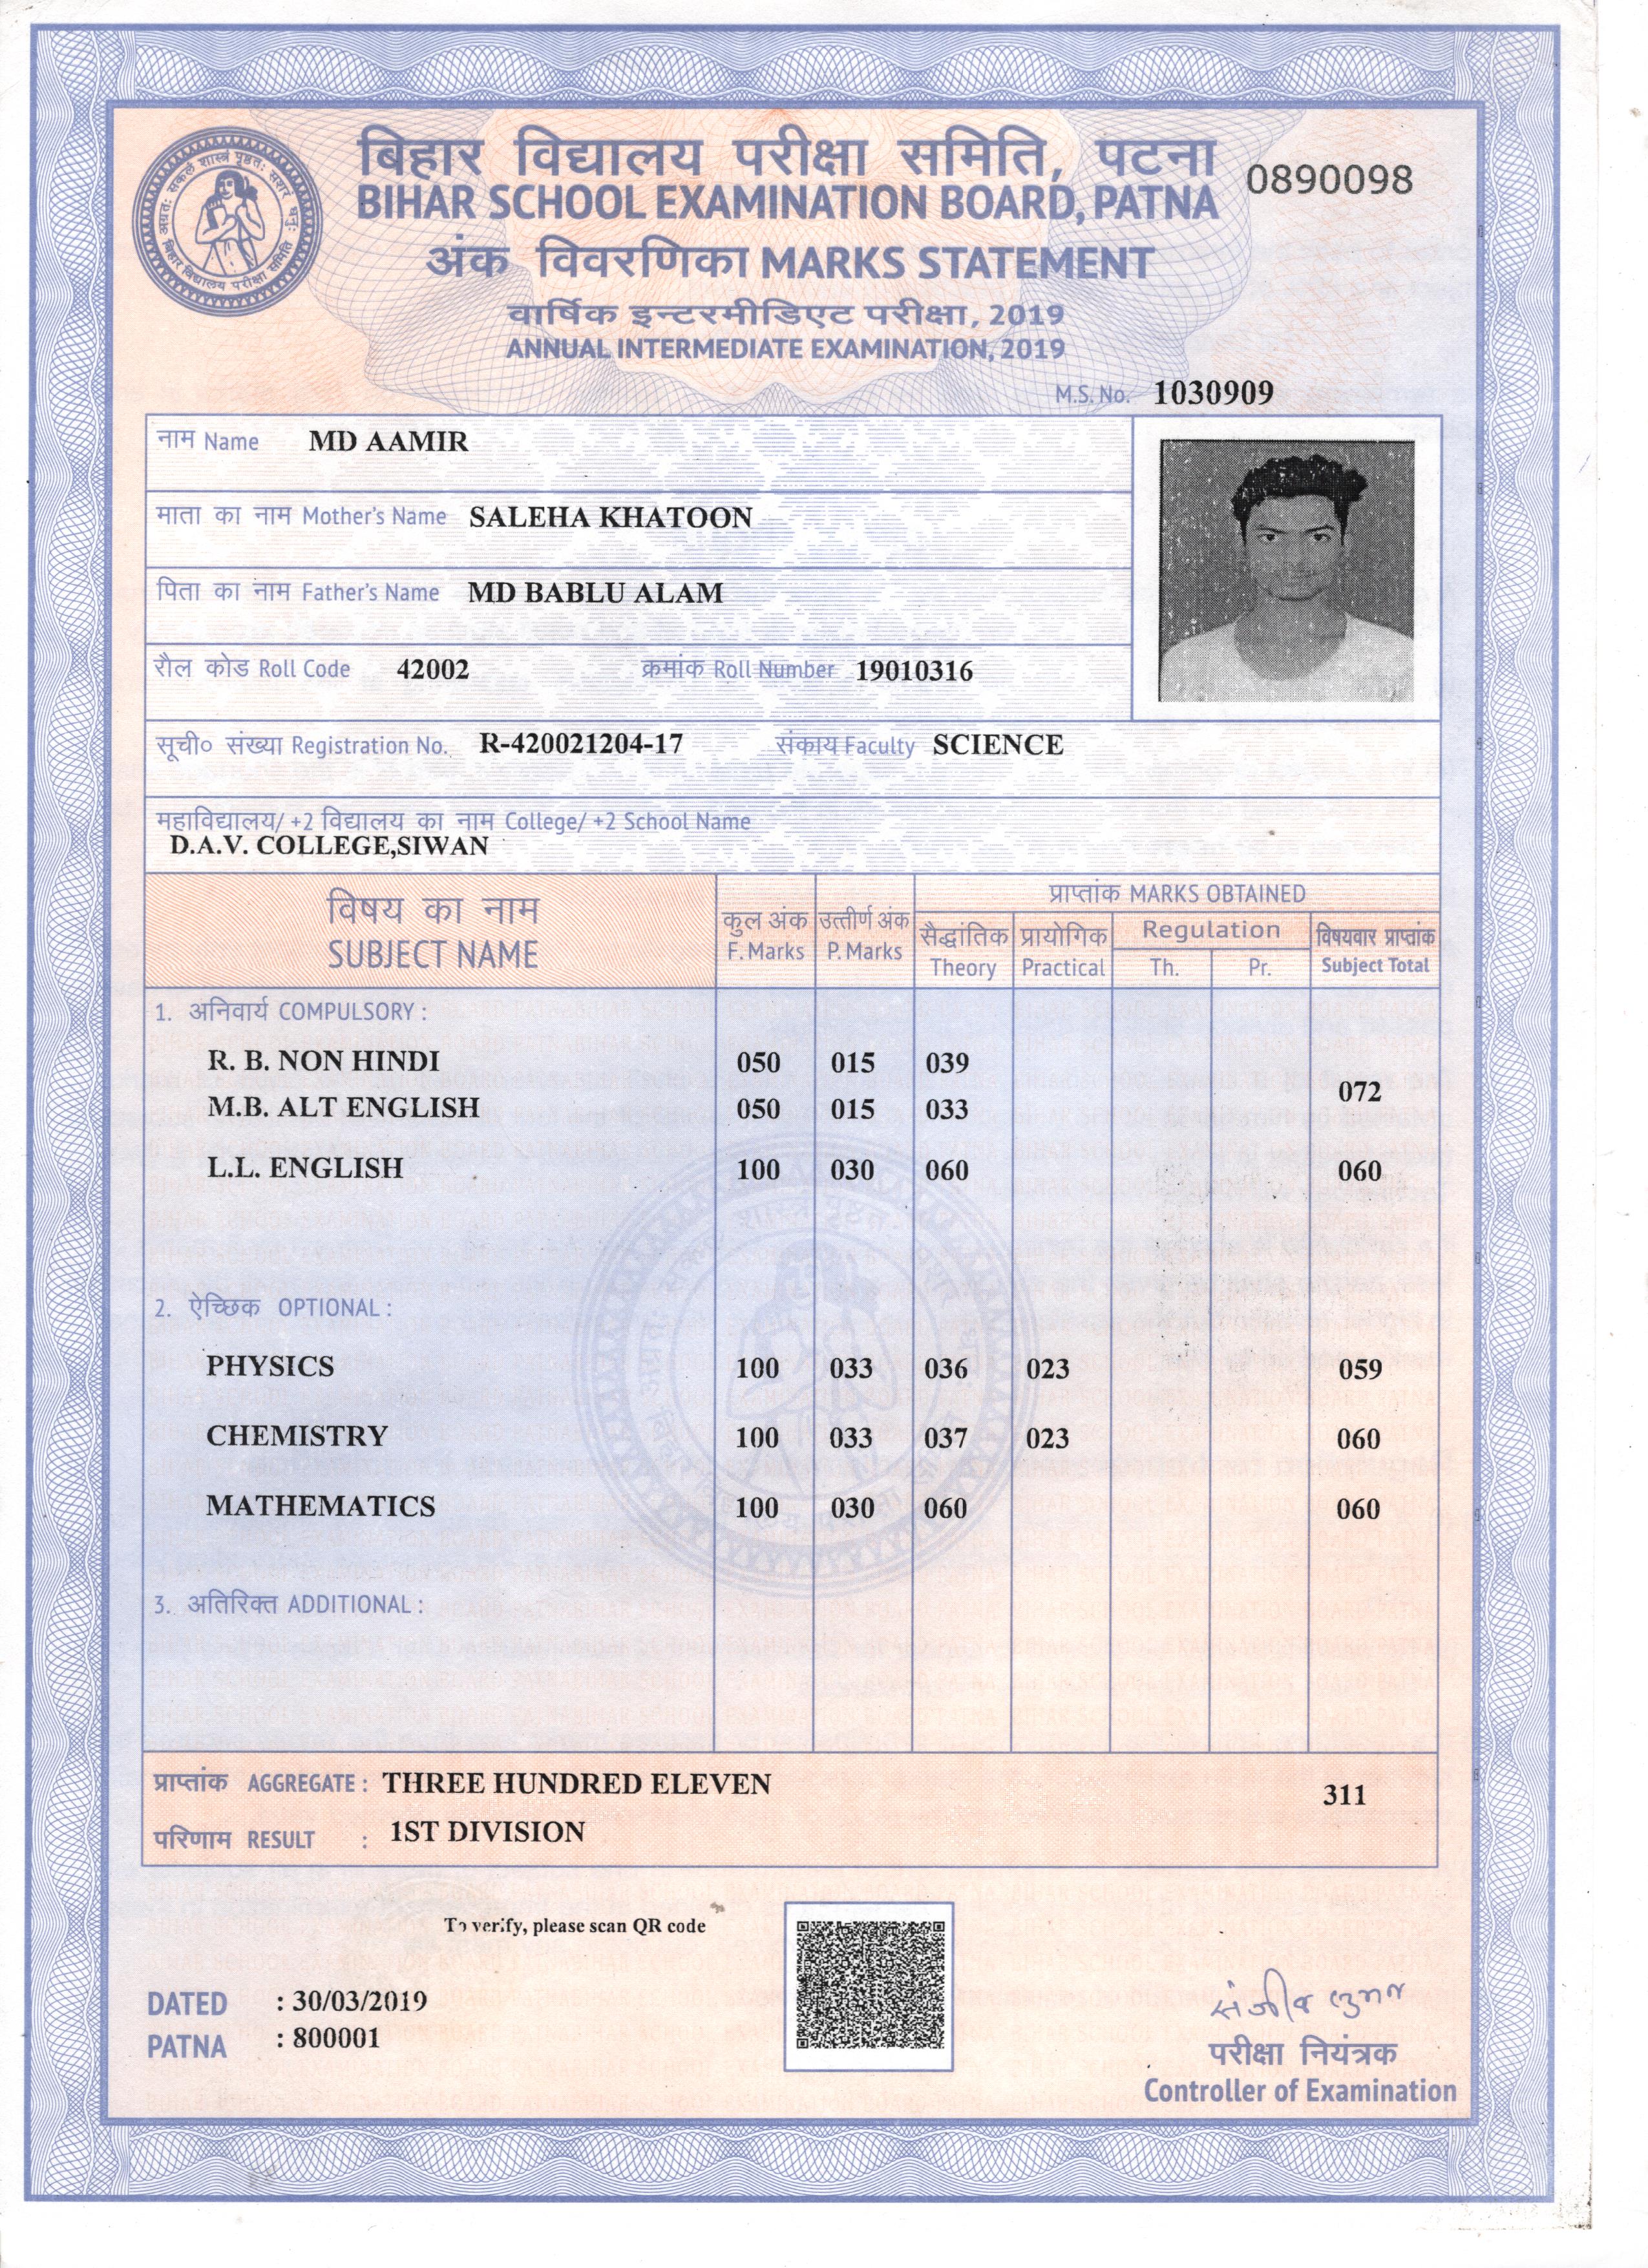 बिहार विद्यालय परीक्षा समिति, पटना
BIHAR SCHOOL EXAMINATION BOARD, PATNA
0890098
अंक विवरणिका MARKS STATEMENT
वार्षिक इन्टरमीडिएट परीक्षा, 2019
ANNUAL INTERMEDIATE EXAMINATION, 2019
M.S. No. 1030909
नाम Name MD AAMIR
माता का नाम Mother's Name SALEHA KHATOON
पिता का नाम Father's Name MD BABLU ALAM
रौल कोड Roll Code 42002 क्रमांक Roll Number 19010316
सूची० संख्या Registration No. R-420021204-17 संकाय Faculty SCIENCE
महाविद्यालय/ +2 विद्यालय का नाम College/ +2 School Name
D.A.V. COLLEGE,SIWAN
विषय का नाम
SUBJECT NAME
कुल अंक
F. Marks
उत्तीर्ण अंक
P. Marks
प्राप्तांक MARKS OBTAINED
सैद्धांतिक
Theory
प्रायोगिक
Practical
Regulation
Th. Pr.
विषयवार प्राप्तांक
Subject Total
1. अनिवार्य COMPULSORY :
R. B. NON HINDI 050 015 039
072
M.B. ALT ENGLISH 050 015 033
L.L. ENGLISH 100 030 060 060
2. ऐच्छिक OPTIONAL :
PHYSICS 100 033 036 023 059
CHEMISTRY 100 033 037 023 060
MATHEMATICS 100 030 060 060
3. अतिरिक्त ADDITIONAL :
प्राप्तांक AGGREGATE : THREE HUNDRED ELEVEN 311
परिणाम RESULT : 1ST DIVISION
To verify, please scan QR code
DATED : 30/03/2019
PATNA : 800001
परीक्षा नियंत्रक
Controller of Examination